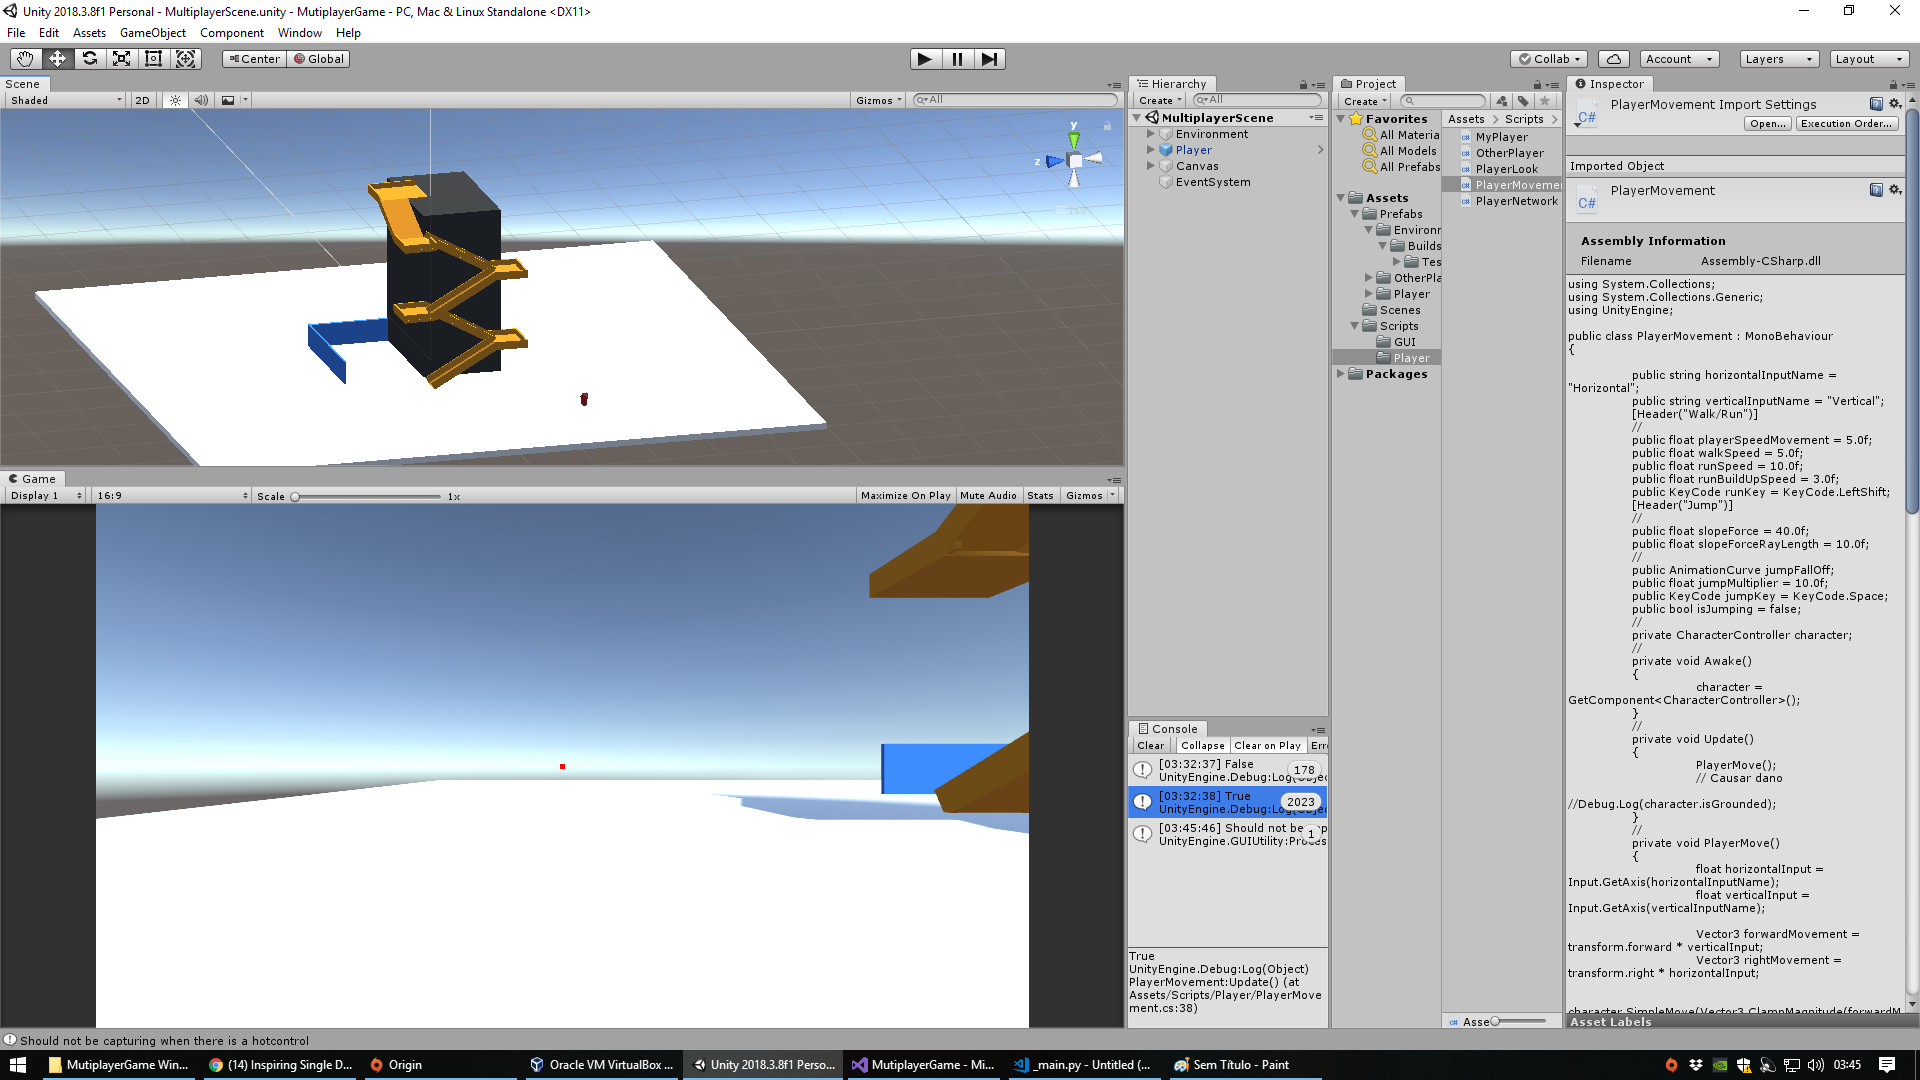 Unity 2018.3.8f1 Personal - MultiplayerScene.unity - MutiplayerGame - PC, Mac & Linux Standalone <DX11>
File Edit Assets GameObject Component Window Help
Center Global Collab Account Layers Layout
Scene
Shaded 2D Gizmos All
y
z
Game
Display 1 16:9 Scale 1x Maximize On Play Mute Audio Stats Gizmos
Hierarchy
Create All
MultiplayerScene
Environment
Player
Canvas
EventSystem
Console
Clear Collapse Clear on Play
[03:32:37] False
UnityEngine.Debug:Log(
178
[03:32:38] True
UnityEngine.Debug:Log(
2023
[03:45:46] Should not be
UnityEngine.GUIUtility:
1
True
UnityEngine.Debug:Log(Object)
PlayerMovement:Update() (at
Assets/Scripts/Player/PlayerMove
ment.cs:38)
Project
Create
Favorites
All Materia
All Models
All Prefabs
Assets
Prefabs
Environn
Builds
Tes
OtherPla
Player
Scenes
Scripts
GUI
Player
Packages
Assets Scripts
MyPlayer
OtherPlayer
PlayerLook
PlayerMoveme
PlayerNetwork
Asse
Inspector
PlayerMovement Import Settings
Open... Execution Order...
Imported Object
PlayerMovement
Assembly Information
Filename Assembly-CSharp.dll
using System.Collections;
using System.Collections.Generic;
using UnityEngine;
public class PlayerMovement : MonoBehaviour
{
public string horizontalInputName =
"Horizontal";
public string verticalInputName = "Vertical";
[Header("Walk/Run")]
//
public float playerSpeedMovement = 5.0f;
public float walkSpeed = 5.0f;
public float runSpeed = 10.0f;
public float runBuildUpSpeed = 3.0f;
public KeyCode runKey = KeyCode.LeftShift;
[Header("Jump")]
//
public float slopeForce = 40.0f;
public float slopeForceRayLength = 10.0f;
//
public AnimationCurve jumpFallOff;
public float jumpMultiplier = 10.0f;
public KeyCode jumpKey = KeyCode.Space;
public bool isJumping = false;
//
private CharacterController character;
//
private void Awake()
{
character =
GetComponent<CharacterController>();
}
//
private void Update()
{
PlayerMove();
// Causar dano
//Debug.Log(character.isGrounded);
}
//
private void PlayerMove()
{
float horizontalInput =
Input.GetAxis(horizontalInputName);
float verticalInput =
Input.GetAxis(verticalInputName);
Vector3 forwardMovement =
transform.forward * verticalInput;
Vector3 rightMovement =
transform.right * horizontalInput;
character.SimpleMove(Vector3.ClampMagnitude(forwardM
Asset Labels
Should not be capturing when there is a hotcontrol
MutiplayerGame Win... (14) Inspiring Single D... Origin Oracle VM VirtualBox ... Unity 2018.3.8f1 Perso... MutiplayerGame - Mi... _main.py - Untitled (... Sem Título - Paint 03:45